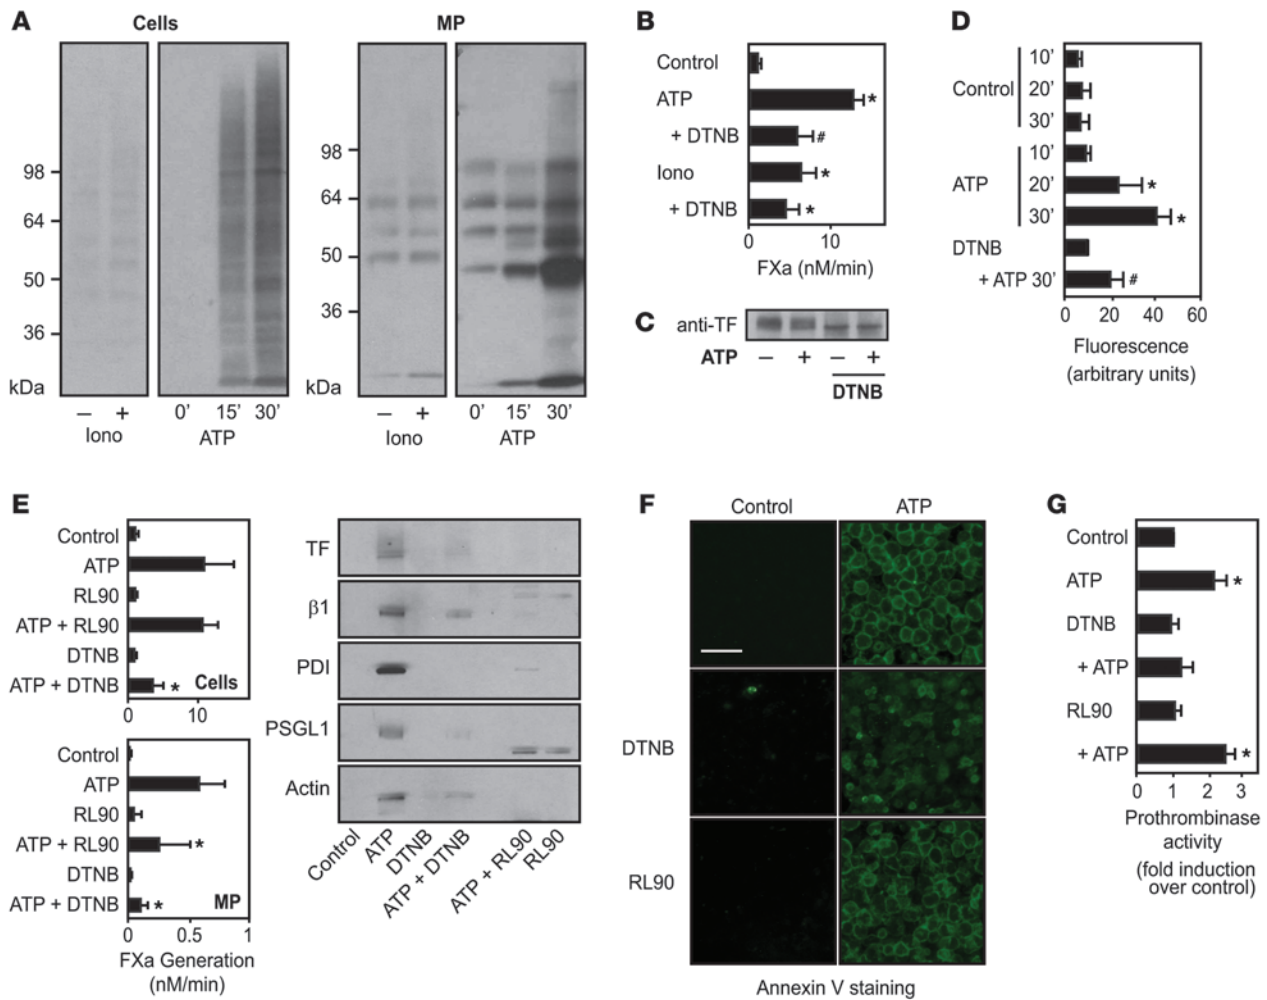 A
Cells
MP
98
64
50
36
kDa
– + 0’ 15’ 30’
Iono ATP
98
64
50
36
kDa
– + 0’ 15’ 30’
Iono ATP
B
Control
ATP *
+ DTNB #
Iono *
+ DTNB *
0 10
FXa (nM/min)
C
anti-TF
ATP – + – +
DTNB
D
Control 10’
20’
30’
ATP 10’
20’ *
30’ *
DTNB
+ ATP 30’ #
0 20 40 60
Fluorescence
(arbitrary units)
E
Control
ATP
RL90
ATP + RL90
DTNB
ATP + DTNB * Cells
0 10
Control
ATP
RL90
ATP + RL90 *
DTNB
ATP + DTNB * MP
0 0.5 1
FXa Generation
(nM/min)
TF
β1
PDI
PSGL1
Actin
Control
ATP
DTNB
ATP + DTNB
ATP + RL90
RL90
F
Control ATP
DTNB
RL90
Annexin V staining
G
Control
ATP *
DTNB
+ ATP
RL90
+ ATP *
0 1 2 3
Prothrombinase
activity
(fold induction
over control)